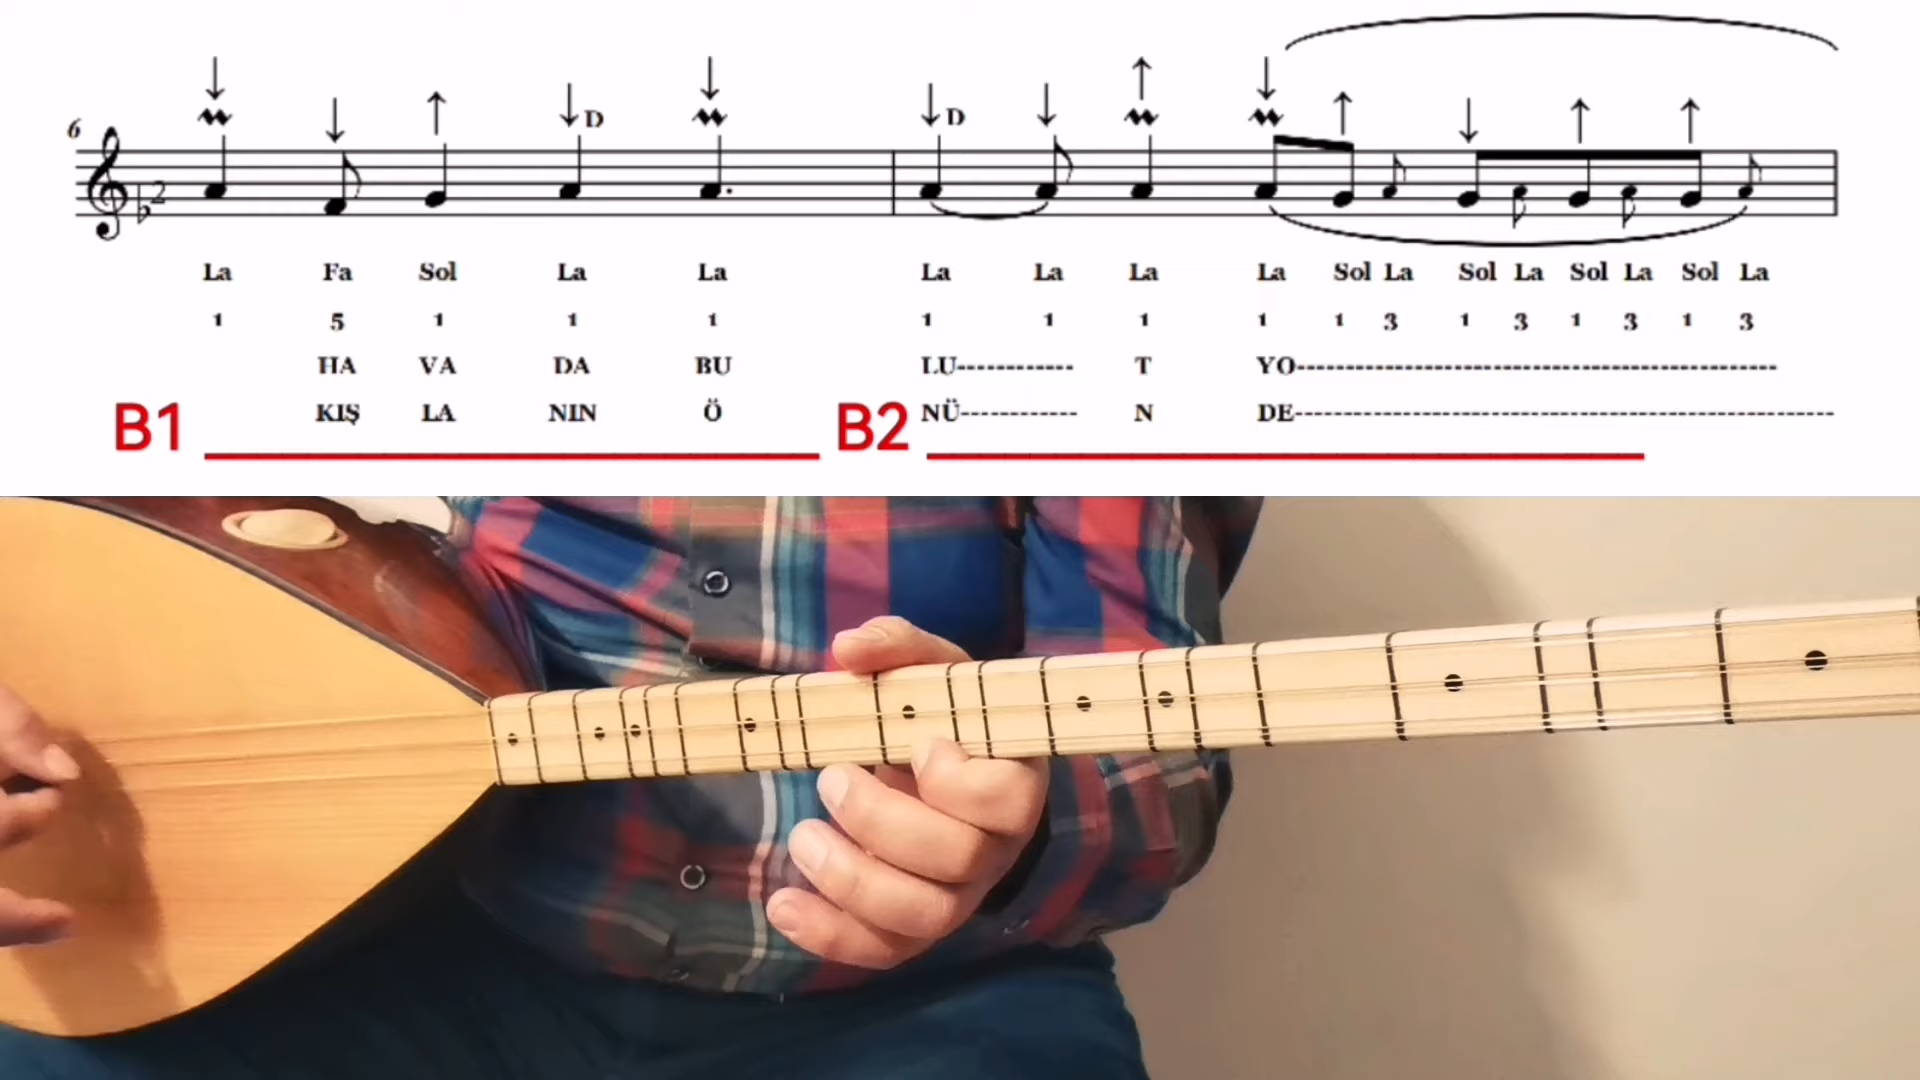 D D
6
2
La Fa Sol La La La La La La Sol La Sol La Sol La Sol La
1 5 1 1 1 1 1 1 1 1 3 1 3 1 3 1 3
HA VA DA BU LU------------ T YO------------------------------------------------
KIŞ LA NIN Ö NÜ------------ N DE------------------------------------------------------
B1 B2